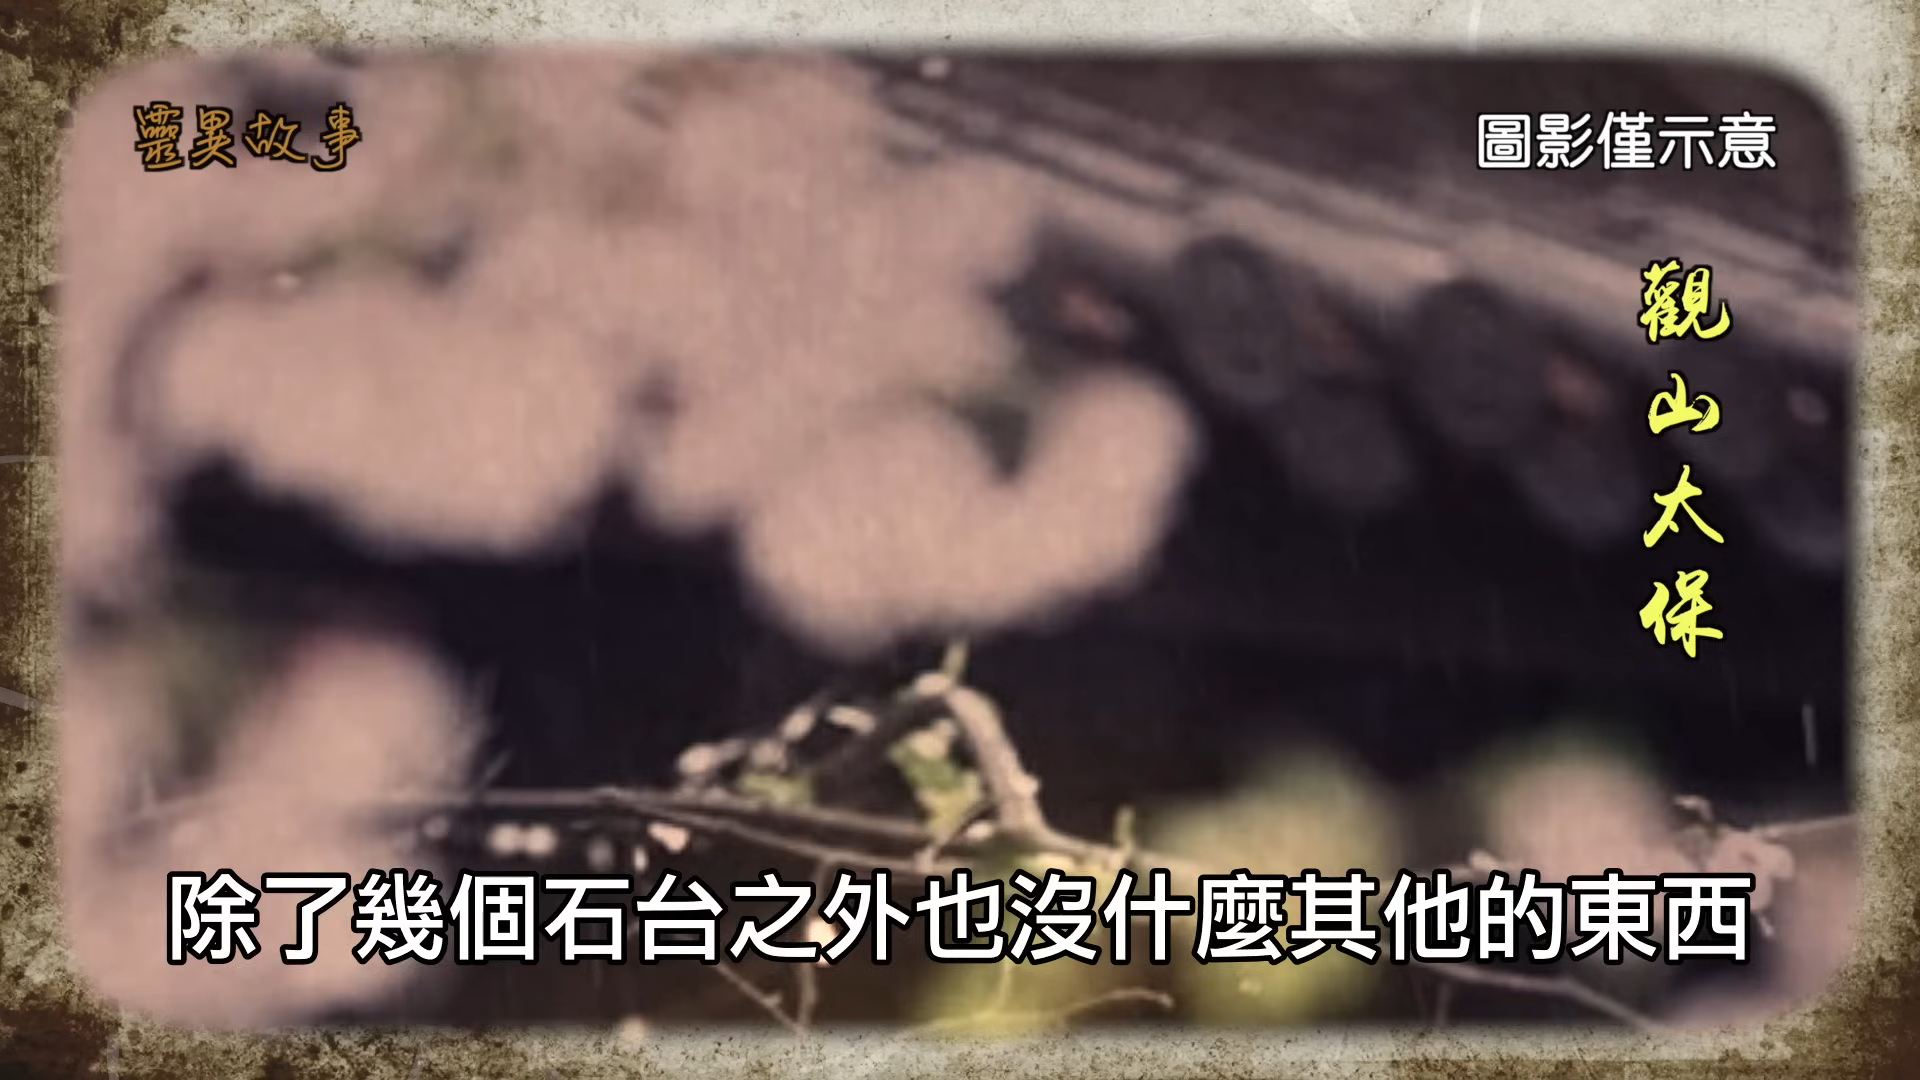 靈異故事
圖影僅示意
觀山太保
除了幾個石台之外也沒什麼其他的東西